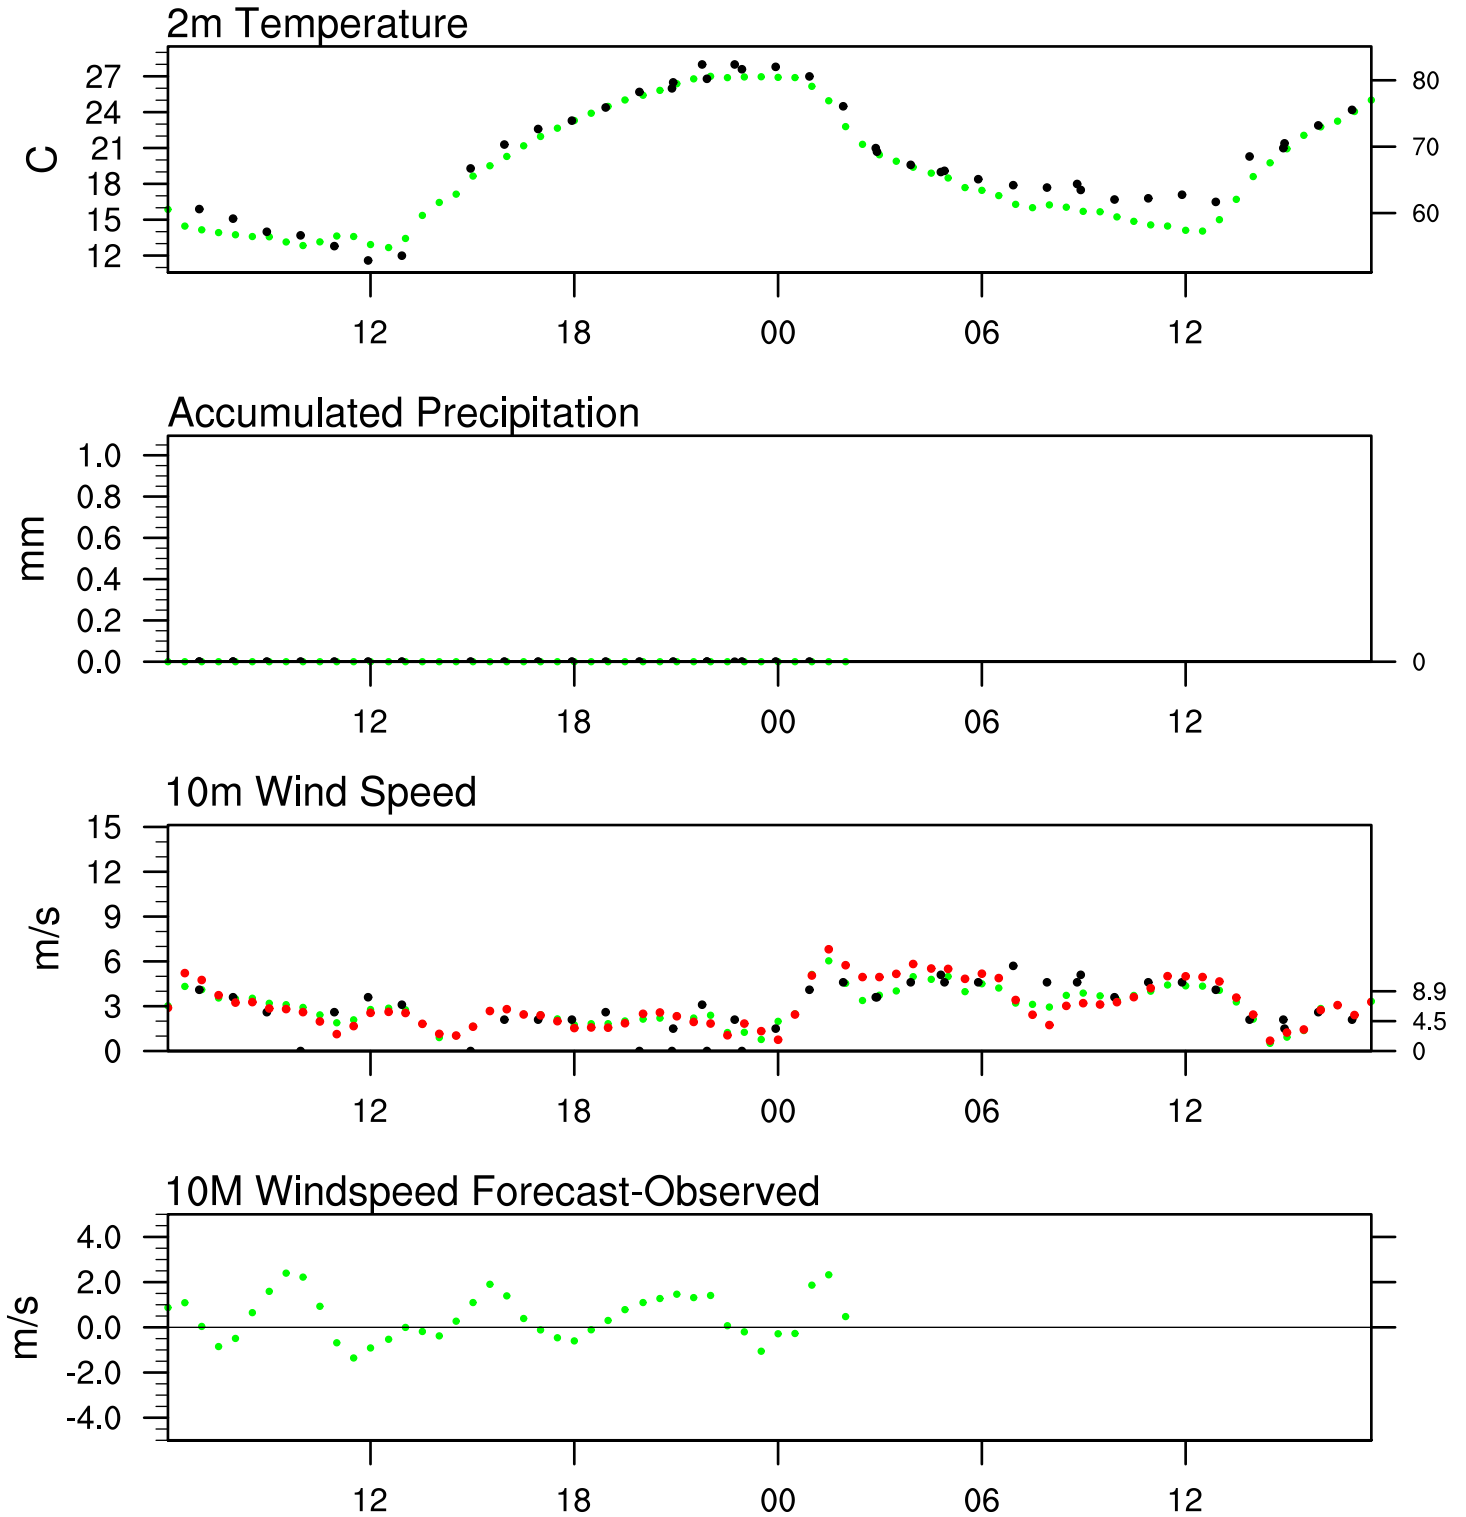 2m Temperature
27
24
21
18
15
12
C
80
70
60
12 18 00 06 12
Accumulated Precipitation
1.0
0.8
0.6
0.4
0.2
0.0
mm
0
12 18 00 06 12
10m Wind Speed
15
12
9
6
3
0
m/s
8.9
4.5
0
12 18 00 06 12
10M Windspeed Forecast-Observed
4.0
2.0
0.0
-2.0
-4.0
m/s
12 18 00 06 12